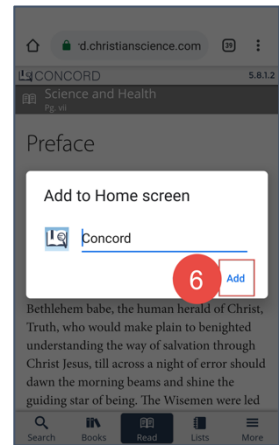 'd.christianscience.com
39
CONCORD
5.8.1.2
Science and Health
Pg. vii
Preface
Add to Home screen
Concord
6
Add
Bethlehem babe, the human herald of Christ,
Truth, who would make plain to benighted
understanding the way of salvation through
Christ Jesus, till across a night of error should
dawn the morning beams and shine the
guiding star of being. The Wisemen were led
Search
Books
Read
Lists
More